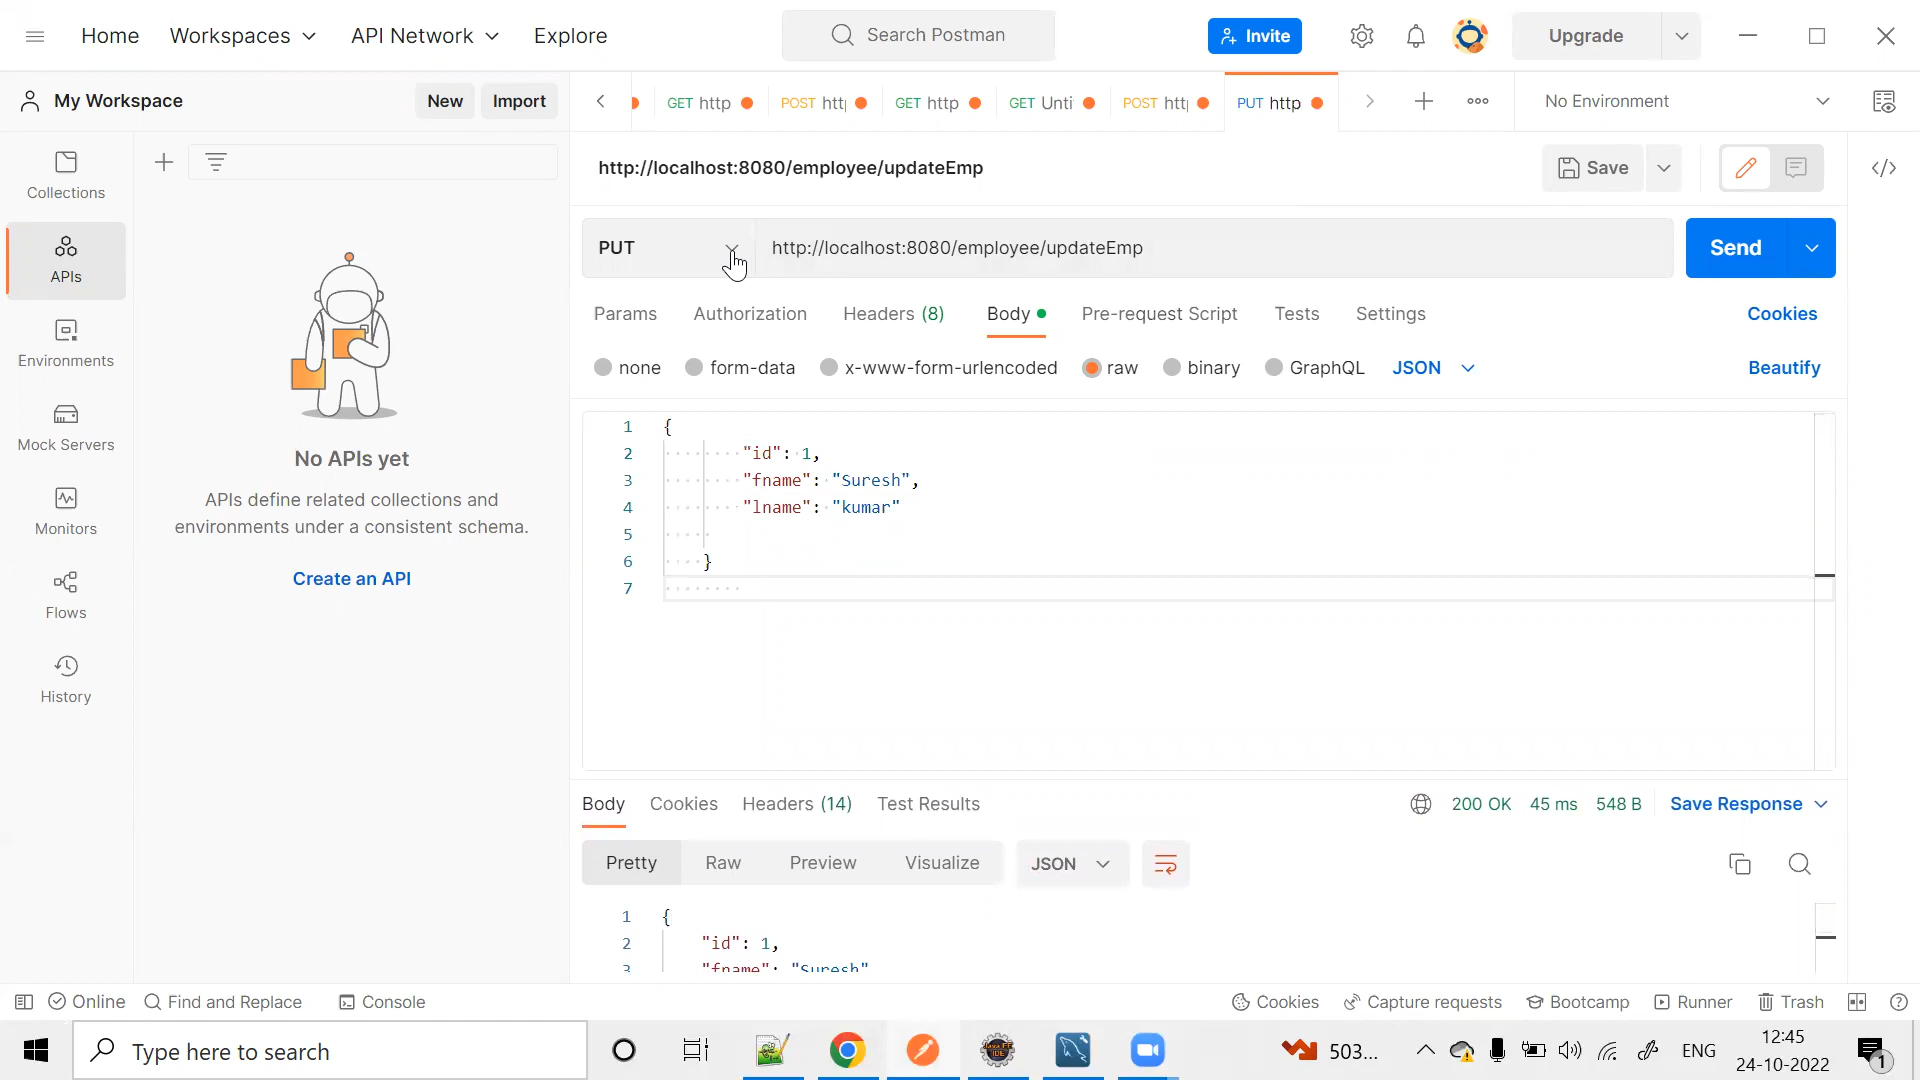 Home Workspaces API Network Explore Search Postman Invite Upgrade
My Workspace New Import GET http POST http GET http GET Unti POST http PUT http No Environment
Collections
APIs
Environments
Mock Servers
Monitors
Flows
History
No APIs yet
APIs define related collections and
environments under a consistent schema.
Create an API
http://localhost:8080/employee/updateEmp Save
PUT http://localhost:8080/employee/updateEmp Send
Params Authorization Headers (8) Body Pre-request Script Tests Settings Cookies
none form-data x-www-form-urlencoded raw binary GraphQL JSON Beautify
1 {
2 "id": 1,
3 "fname": "Suresh",
4 "lname": "kumar"
5
6 }
7
Body Cookies Headers (14) Test Results 200 OK 45 ms 548 B Save Response
Pretty Raw Preview Visualize JSON
1 {
2 "id": 1,
3 "fname": "Suresh"
Online Find and Replace Console Cookies Capture requests Bootcamp Runner Trash
Type here to search 503... ENG 12:45
24-10-2022 1